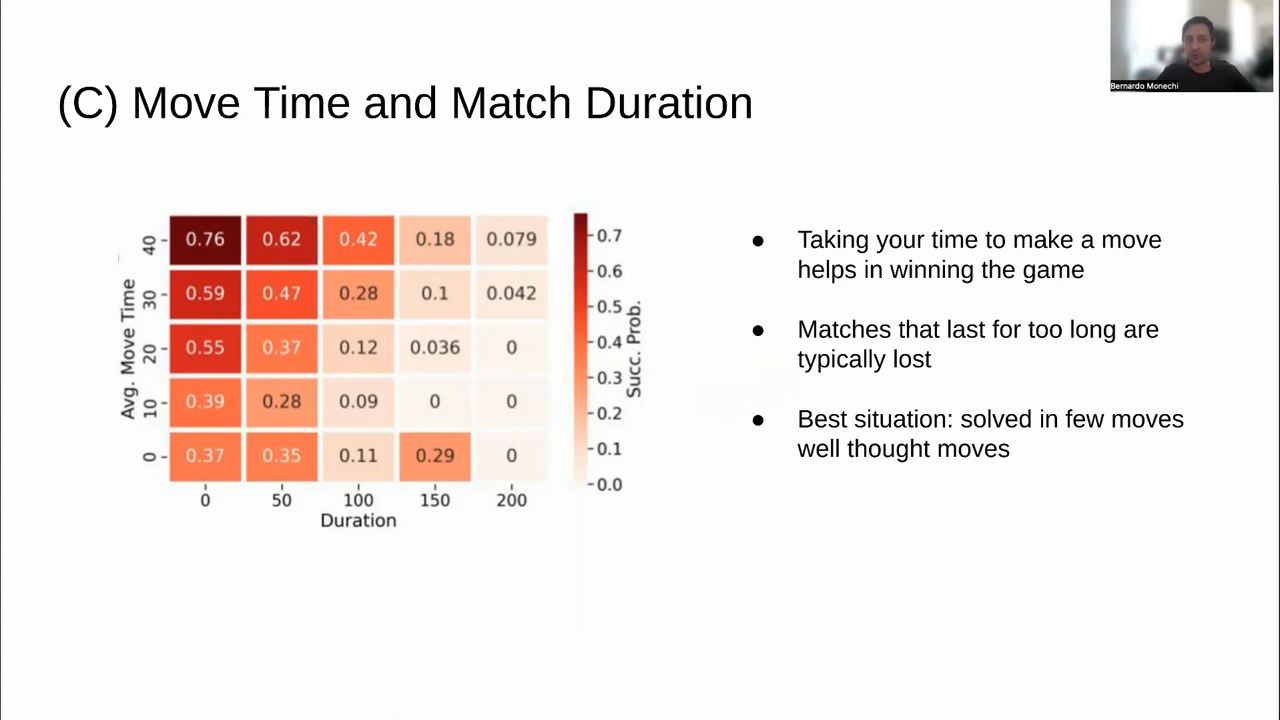 Bernardo Monechi
(C) Move Time and Match Duration
Avg. Move Time
40
0.76 0.62 0.42 0.18 0.079
30
0.59 0.47 0.28 0.1 0.042
20
0.55 0.37 0.12 0.036 0
10
0.39 0.28 0.09 0 0
0
0.37 0.35 0.11 0.29 0
0 50 100 150 200
Duration
0.7
0.6
0.5
0.4
0.3
0.2
0.1
0.0
Succ. Prob.
● Taking your time to make a move
helps in winning the game
● Matches that last for too long are
typically lost
● Best situation: solved in few moves
well thought moves